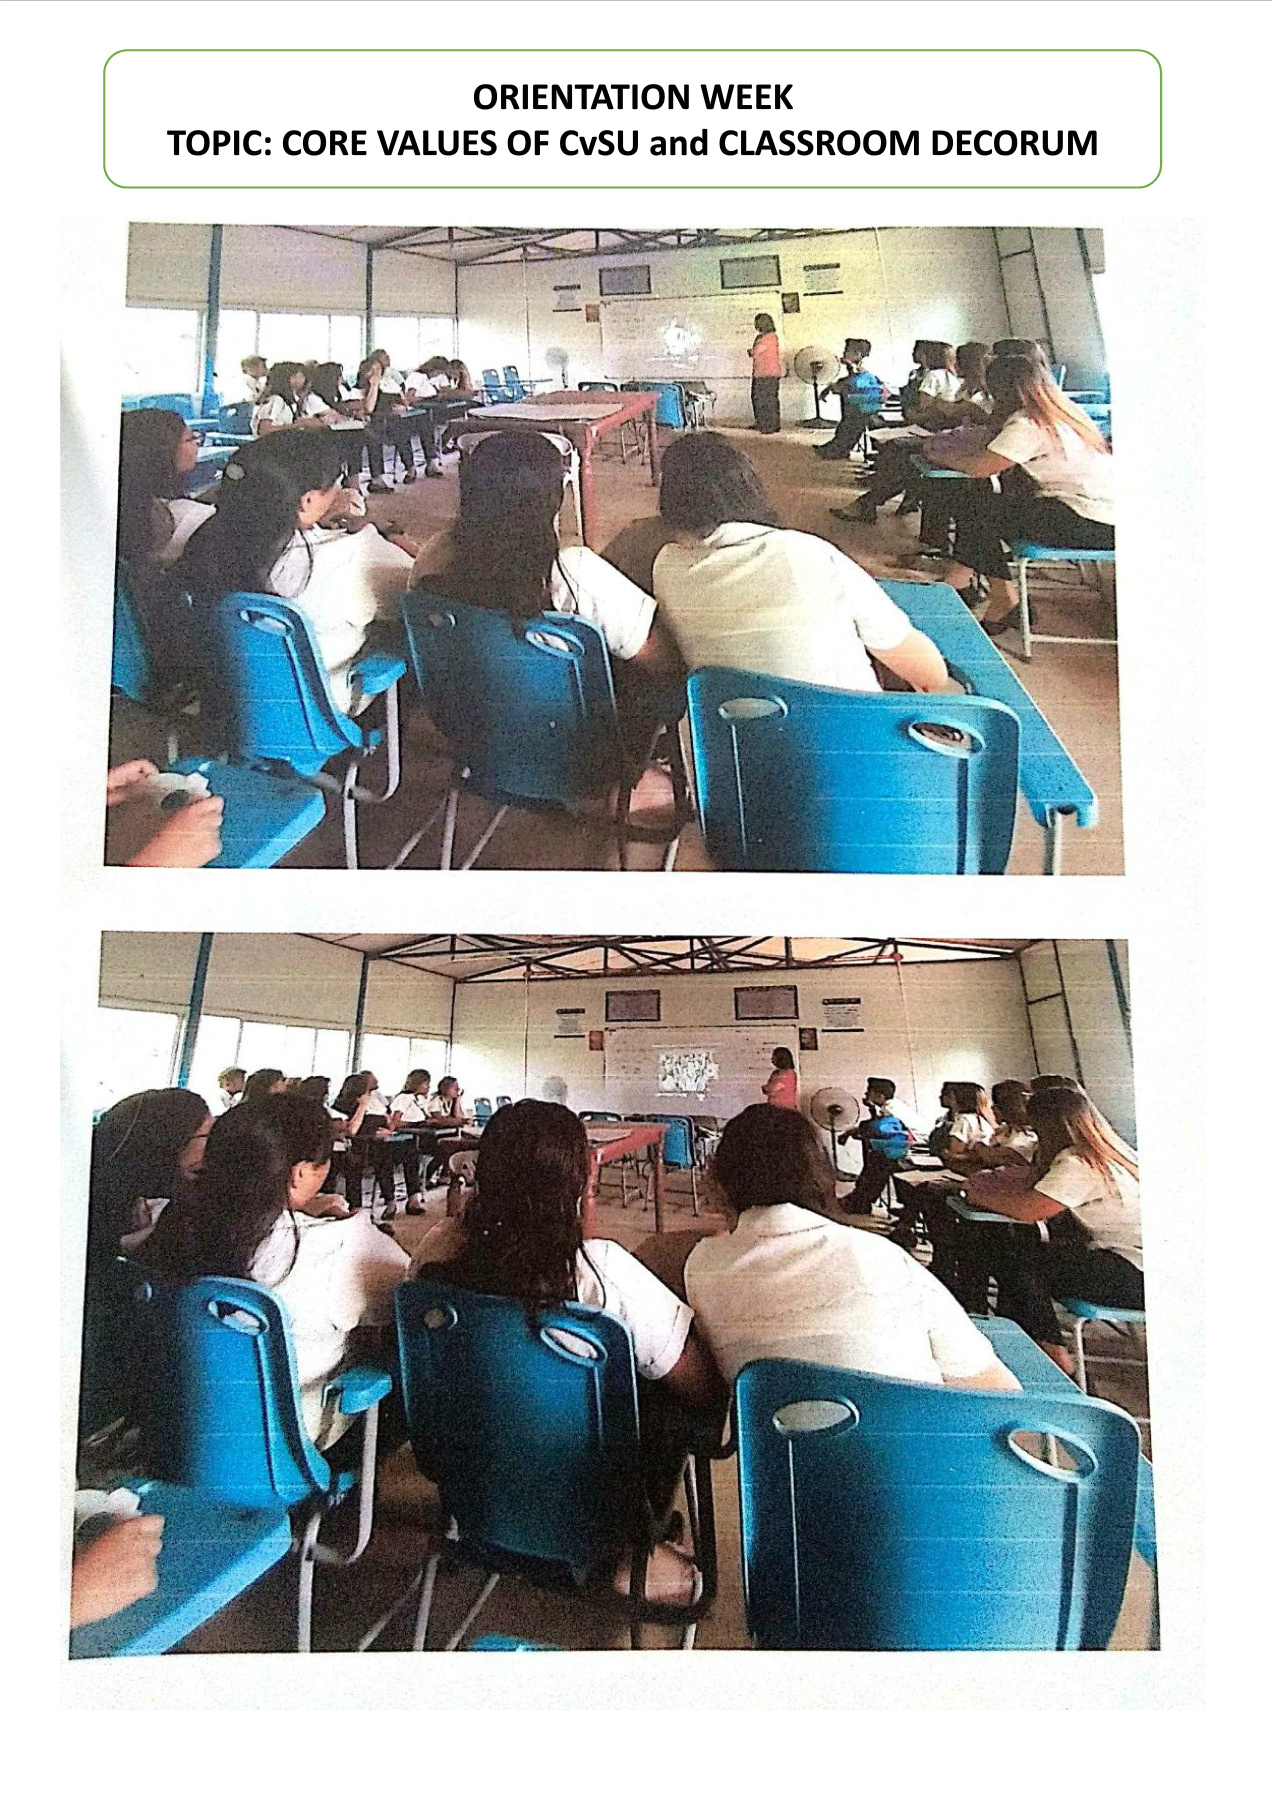 ORIENTATION WEEK
TOPIC: CORE VALUES OF CvSU and CLASSROOM DECORUM